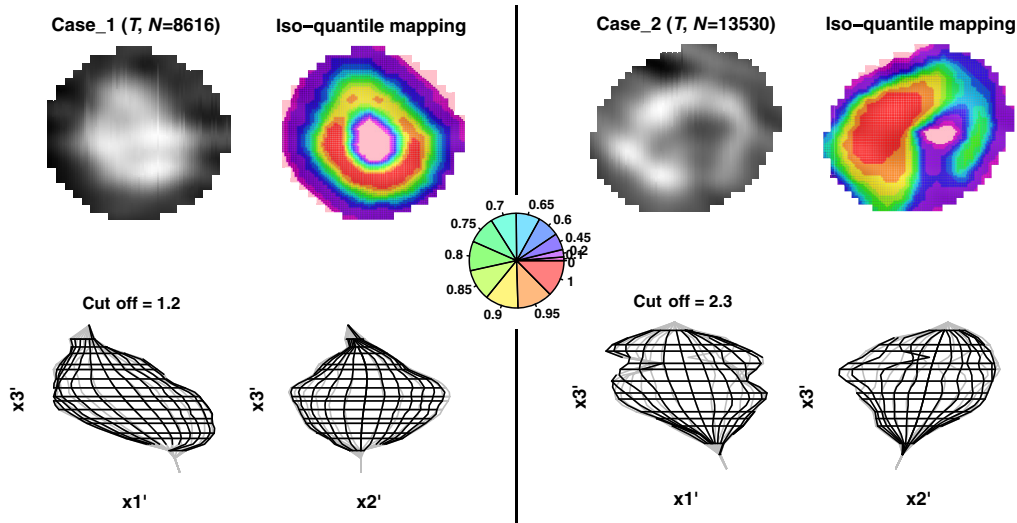 Case_1 (T, N=8616)
Iso−quantile mapping
Case_2 (T, N=13530)
Iso−quantile mapping
0.7
0.65
0.75
0.6
0.45
0.8
0.2
0.1
0
0.85
1
0.9
0.95
Cut off = 1.2
Cut off = 2.3
x3'
x3'
x3'
x3'
x1'
x2'
x1'
x2'